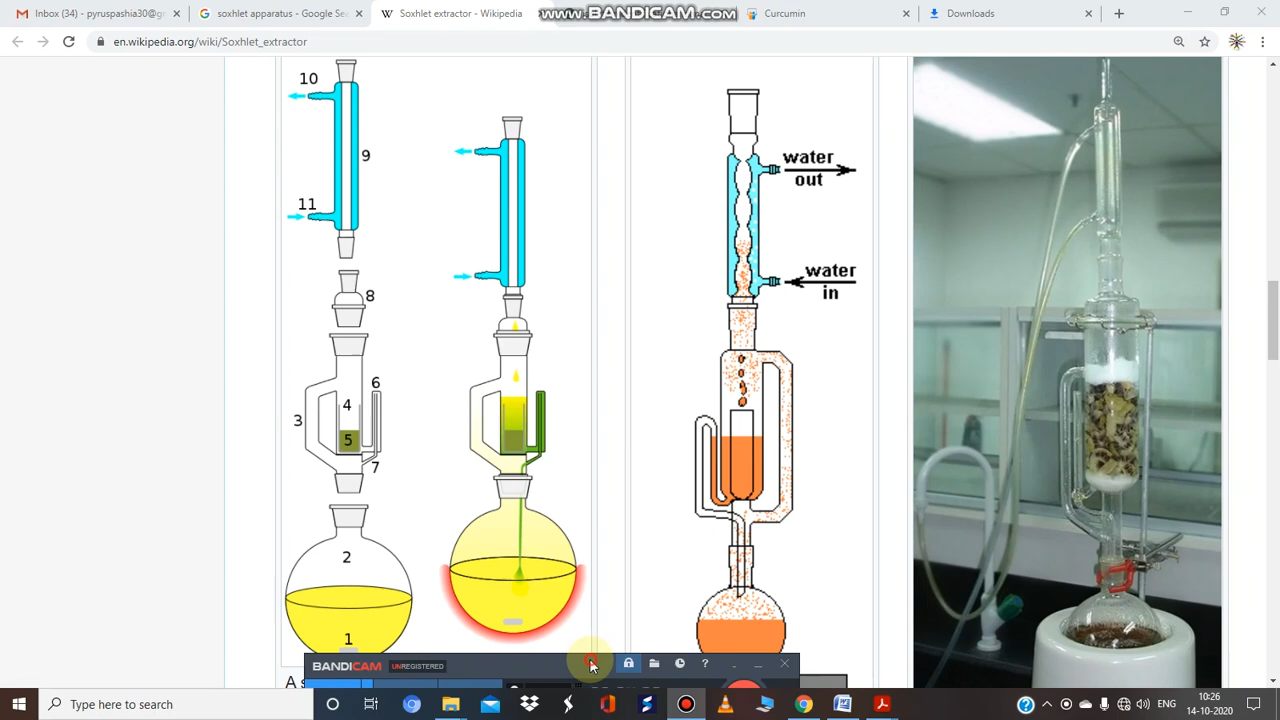 Inbox (34) - pyruspashia30@gr
soxhlet apparatus - Google Sea
Soxhlet extractor - Wikipedia
WWW.BANDICAM.COM
Curcumin
Downloads
en.wikipedia.org/wiki/Soxhlet_extractor
10
9
11
8
6
4
3
5
7
2
1
water
out
water
in
BANDICAM
UNREGISTERED
A s
Type here to search
10:26
14-10-2020